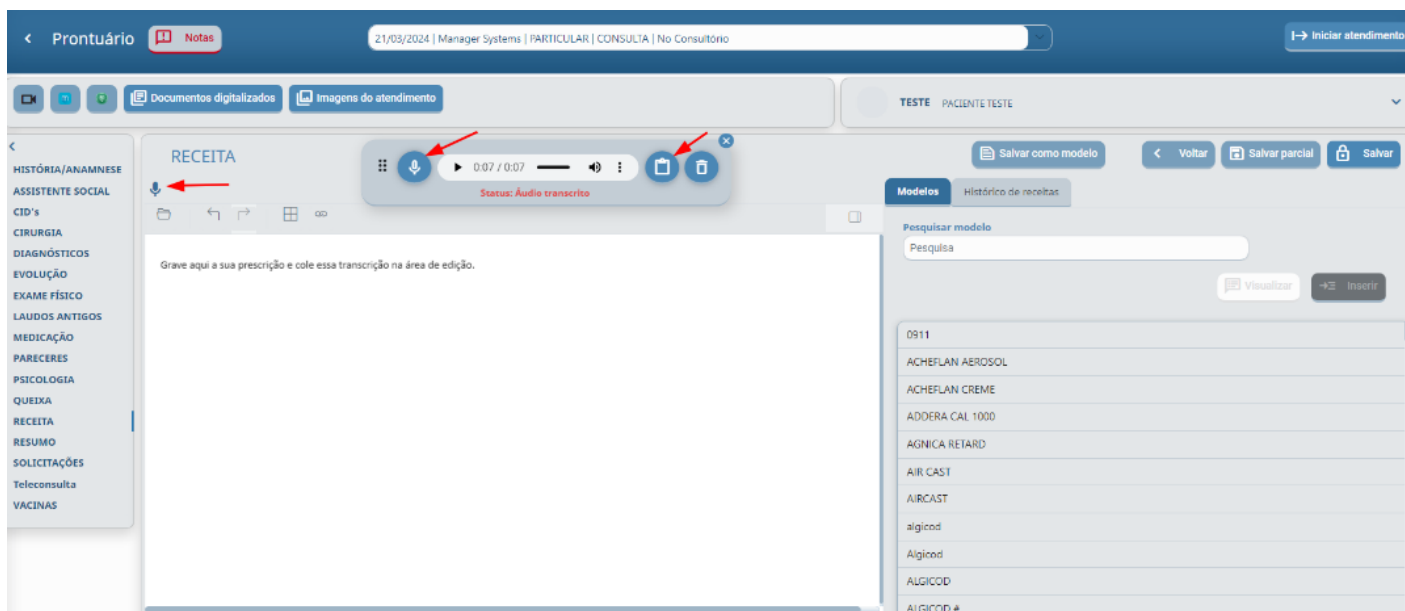 Prontuário
Notas
21/03/2024 | Manager Systems | PARTICULAR | CONSULTA | No Consultório
Iniciar atendimento
Documentos digitalizados
Imagens do atendimento
TESTE PACIENTE TESTE
HISTÓRIA/ANAMNESE
ASSISTENTE SOCIAL
CID's
CIRURGIA
DIAGNÓSTICOS
EVOLUÇÃO
EXAME FÍSICO
LAUDOS ANTIGOS
MEDICAÇÃO
PARECERES
PSICOLOGIA
QUEIXA
RECEITA
RESUMO
SOLICITAÇÕES
Teleconsulta
VACINAS
RECEITA
0:07 / 0:07
Status: Áudio transcrito
Grave aqui a sua prescrição e cole essa transcrição na área de edição.
Salvar como modelo
Voltar
Salvar parcial
Salvar
Modelos
Histórico de receitas
Pesquisar modelo
Pesquisa
Visualizar
Inserir
0911
ACHEFLAN AEROSOL
ACHEFLAN CREME
ADDERA CAL 1000
AGNICA RETARD
AIR CAST
AIRCAST
algicod
Algicod
ALGICOD
ALGICOD #